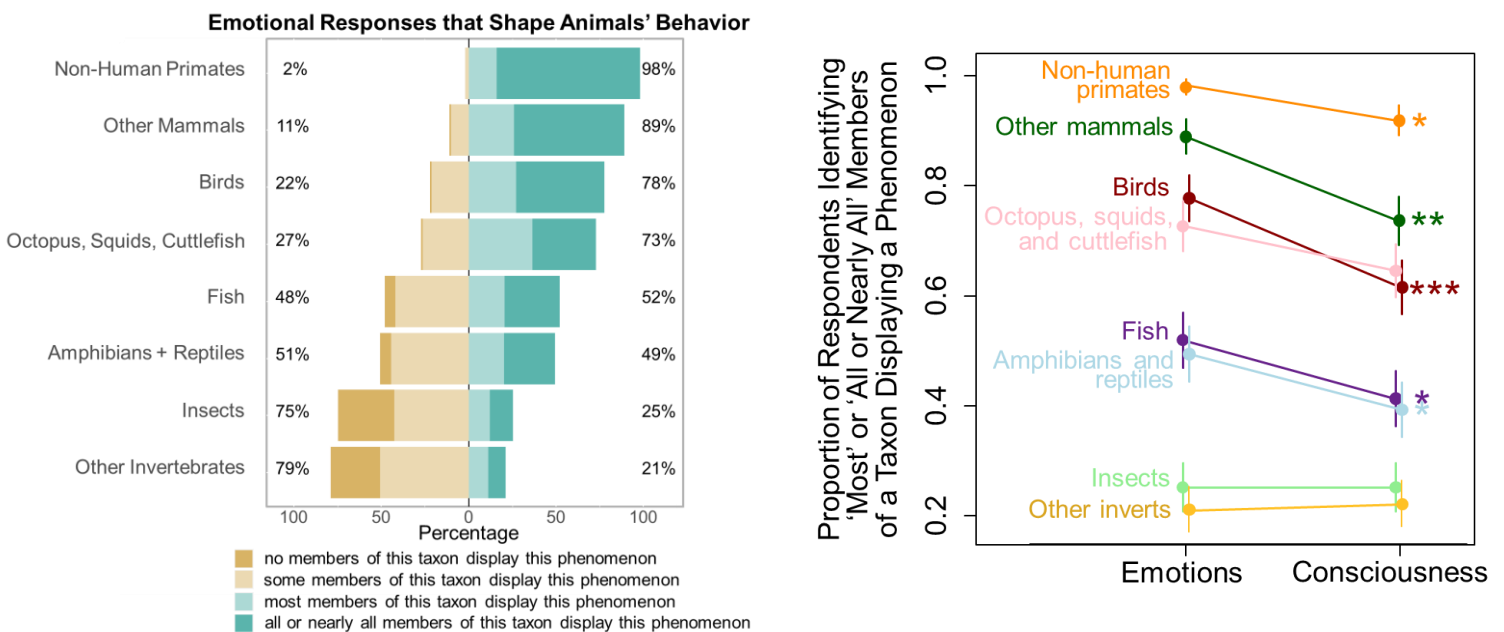 Emotional Responses that Shape Animals’ Behavior
Non-Human Primates 2% 98%
Other Mammals 11% 89%
Birds 22% 78%
Octopus, Squids, Cuttlefish 27% 73%
Fish 48% 52%
Amphibians + Reptiles 51% 49%
Insects 75% 25%
Other Invertebrates 79% 21%
100 50 0 50 100
Percentage
no members of this taxon display this phenomenon
some members of this taxon display this phenomenon
most members of this taxon display this phenomenon
all or nearly all members of this taxon display this phenomenon
Proportion of Respondents Identifying
‘Most’ or ‘All or Nearly All’ Members
of a Taxon Displaying a Phenomenon
1.0
0.8
0.6
0.4
0.2
Non-human
primates
*
Other mammals
**
Birds
Octopus, squids,
and cuttlefish
***
Fish
*
Amphibians and
reptiles
*
Insects
Other inverts
Emotions Consciousness